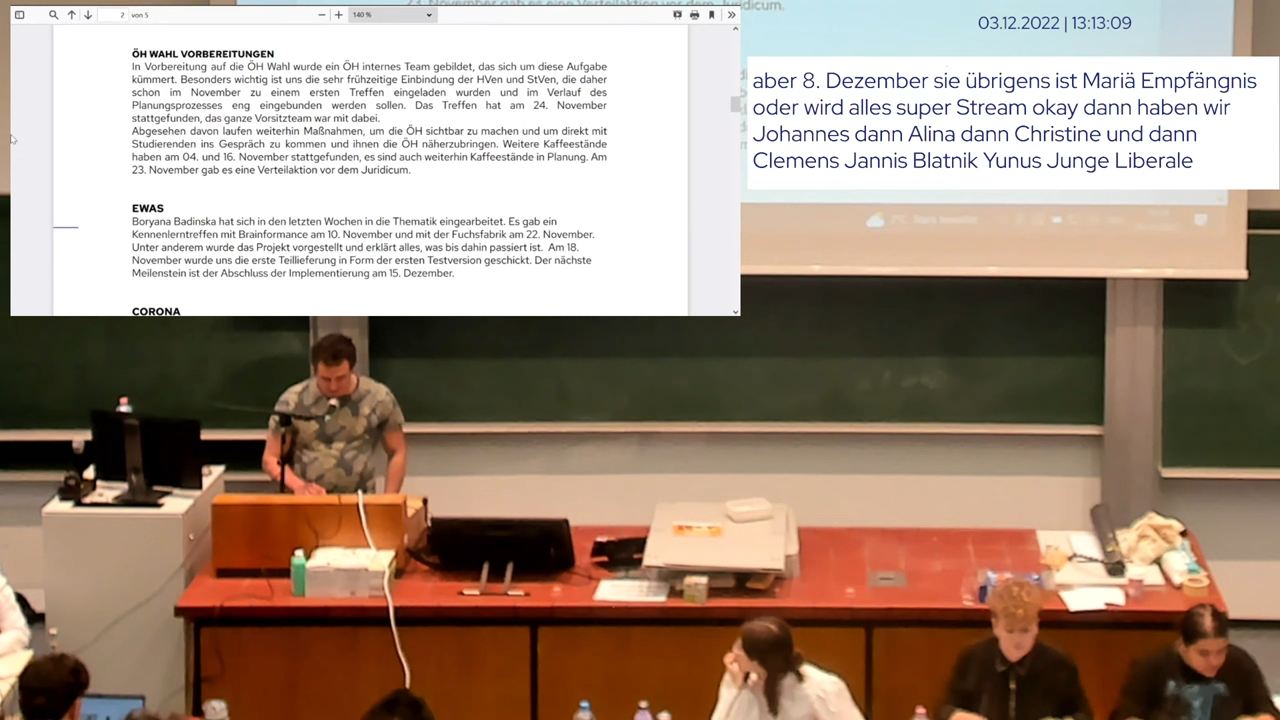 23. November gab es eine Verteilaktion vor dem Juridicum.
03.12.2022 | 13:13:09
2 von 5
140 %
ÖH WAHL VORBEREITUNGEN
In Vorbereitung auf die ÖH Wahl wurde ein ÖH internes Team gebildet, das sich um diese Aufgabe
kümmert. Besonders wichtig ist uns die sehr frühzeitige Einbindung der HVen und StVen, die daher
schon im November zu einem ersten Treffen eingeladen wurden und im Verlauf des
Planungsprozesses eng eingebunden werden sollen. Das Treffen hat am 24. November
stattgefunden, das ganze Vorsitzteam war mit dabei.
Abgesehen davon laufen weiterhin Maßnahmen, um die ÖH sichtbar zu machen und um direkt mit
Studierenden ins Gespräch zu kommen und ihnen die ÖH näherzubringen. Weitere Kaffeestände
haben am 04. und 16. November stattgefunden, es sind auch weiterhin Kaffeestände in Planung. Am
23. November gab es eine Verteilaktion vor dem Juridicum.
EWAS
Boryana Badinska hat sich in den letzten Wochen in die Thematik eingearbeitet. Es gab ein
Kennenlerntreffen mit Brainformance am 10. November und mit der Fuchsfabrik am 22. November.
Unter anderem wurde das Projekt vorgestellt und erklärt alles, was bis dahin passiert ist. Am 18.
November wurde uns die erste Teillieferung in Form der ersten Testversion geschickt. Der nächste
Meilenstein ist der Abschluss der Implementierung am 15. Dezember.
CORONA
aber 8. Dezember sie übrigens ist Mariä Empfängnis
oder wird alles super Stream okay dann haben wir
Johannes dann Alina dann Christine und dann
Clemens Jannis Blatnik Yunus Junge Liberale